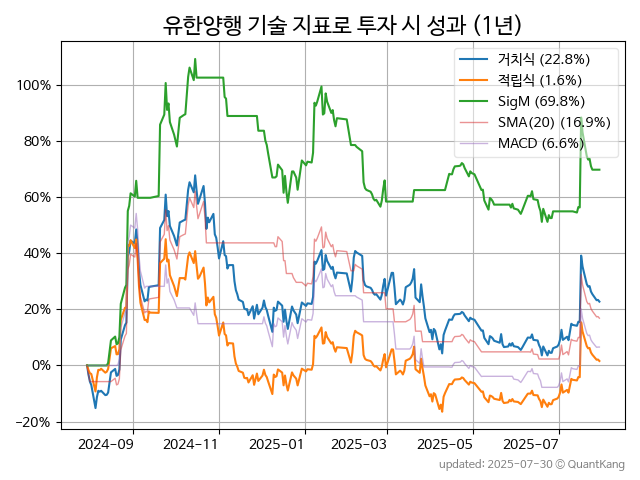 유한양행 기술 지표로 투자 시 성과 (1년)
거치식 (22.8%)
적립식 (1.6%)
SigM (69.8%)
SMA(20) (16.9%)
MACD (6.6%)
100%
80%
60%
40%
20%
0%
−20%
2024-09
2024-11
2025-01
2025-03
2025-05
2025-07
updated: 2025-07-30 © QuantKang